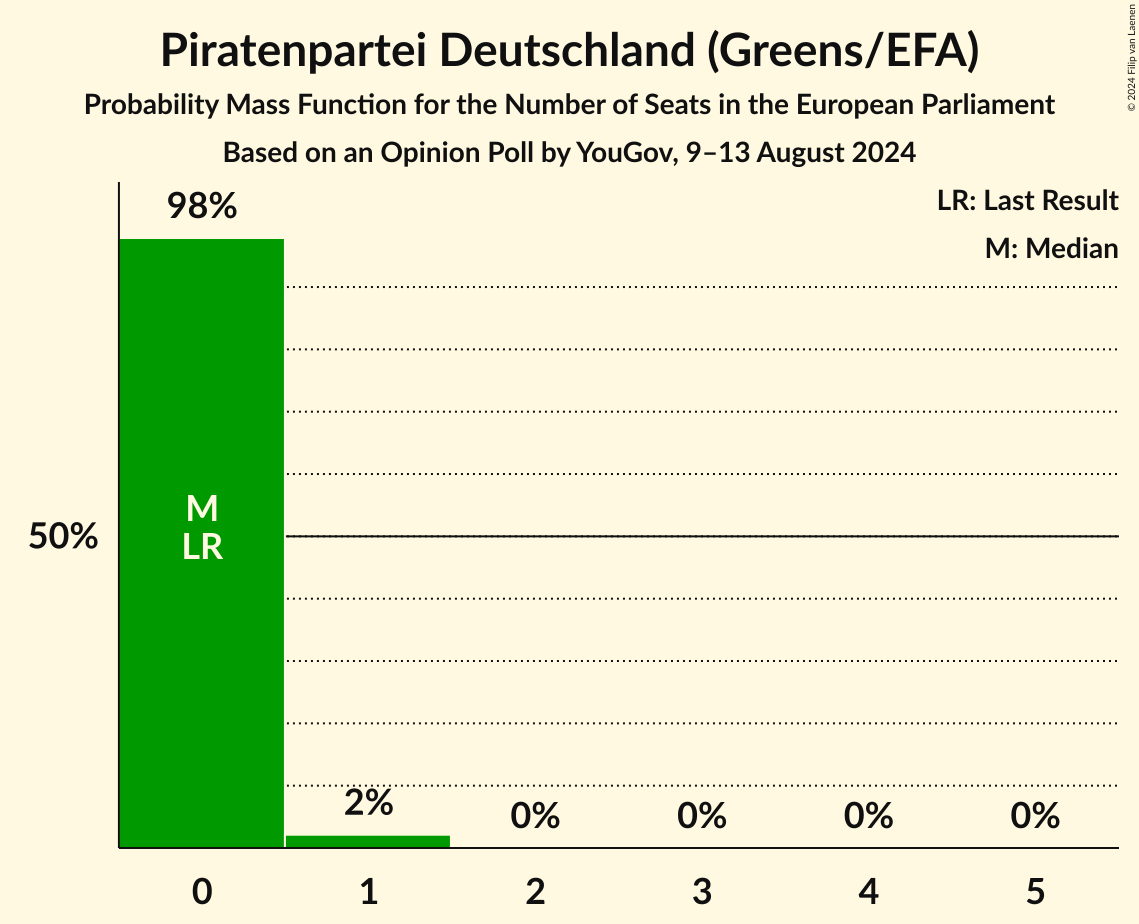 Piratenpartei Deutschland (Greens/EFA)
Probability Mass Function for the Number of Seats in the European Parliament
Based on an Opinion Poll by YouGov, 9–13 August 2024
© 2024 Filip van Laenen
LR: Last Result
M: Median
98%
M
LR
50%
2%
0%
0%
0%
0%
0
1
2
3
4
5